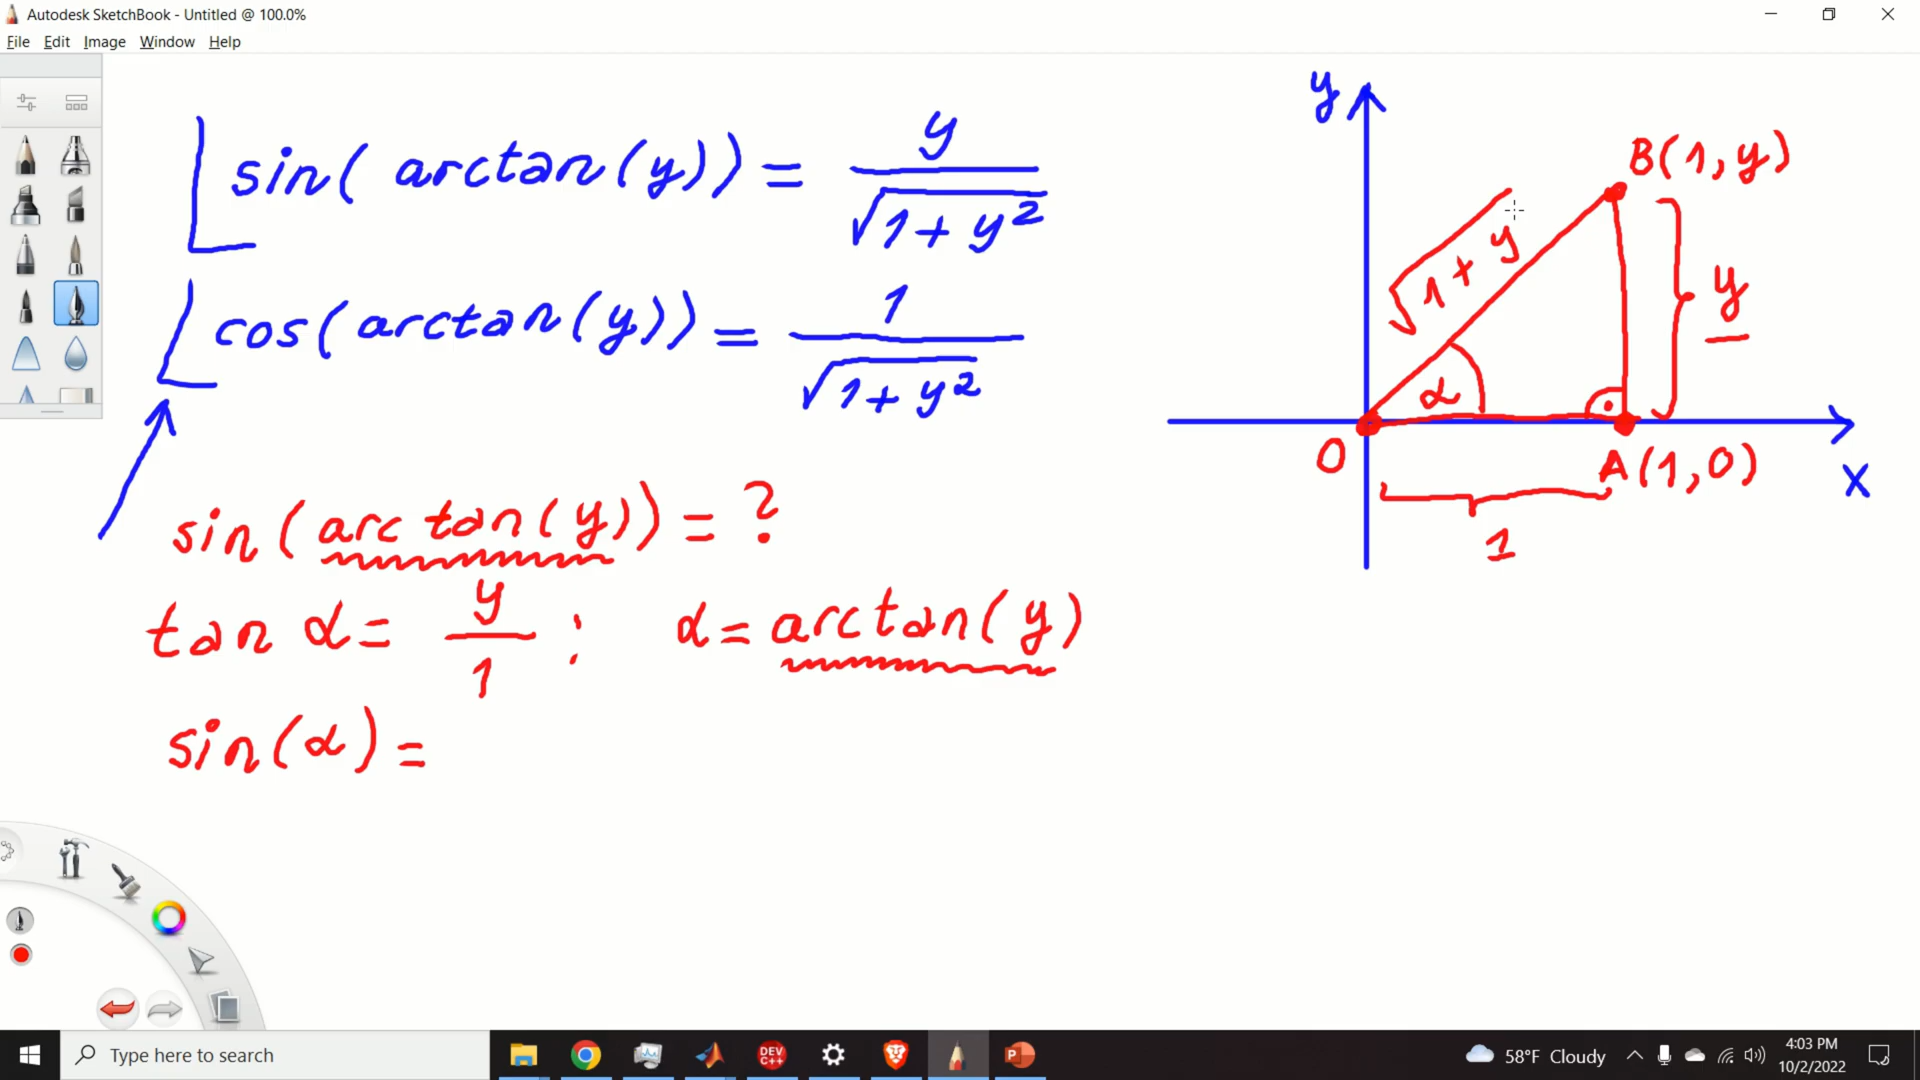 Autodesk SketchBook - Untitled @ 100.0%
File Edit Image Window Help
sin( arctan(y)) = y / √1 + y²
cos(arctan(y)) = 1 / √1 + y²
sin ( arc tan(y)) = ?
tan α = y / 1 ; α = arctan(y)
sin(α) =
y
B(1,y)
√1 + y
y
α
O
A(1,0)
x
1
Type here to search
DEV C++
P
58°F Cloudy
4:03 PM
10/2/2022